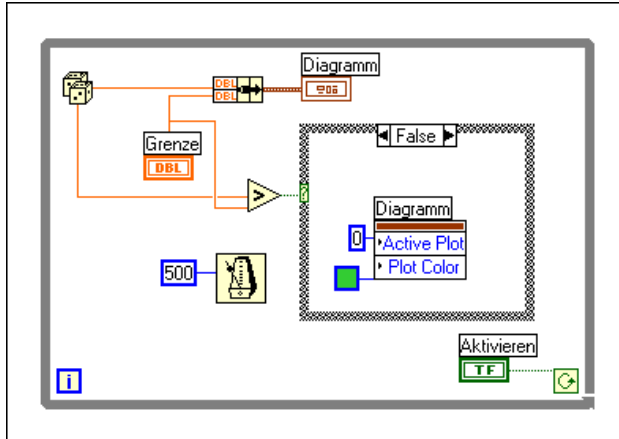 Diagramm
DBL
DBL
Grenze
DBL
False
>
?
Diagramm
0
Active Plot
Plot Color
500
Aktivieren
TF
i